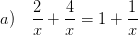 a) 2/x + 4/x = 1 + 1/x